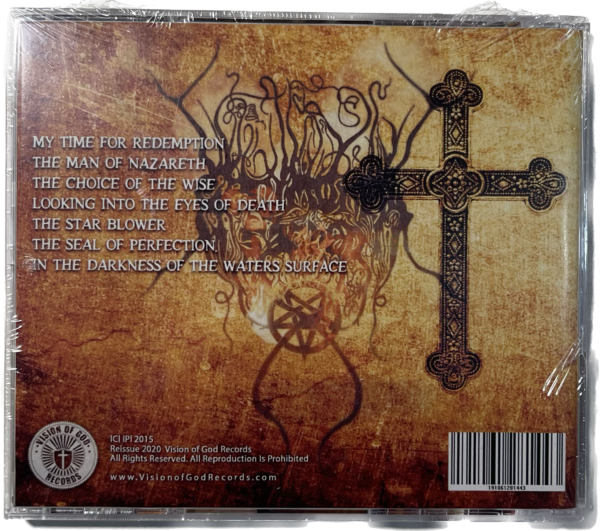 MY TIME FOR REDEMPTION
THE MAN OF NAZARETH
THE CHOICE OF THE WISE
LOOKING INTO THE EYES OF DEATH
THE STAR BLOWER
THE SEAL OF PERFECTION
IN THE DARKNESS OF THE WATERS SURFACE
VISION OF GOD
RECORDS
ICI IPI 2015
Reissue 2020 Vision of God Records
All Rights Reserved. All Reproduction Is Prohibited
www.VisionofGodRecords.com
191061201443